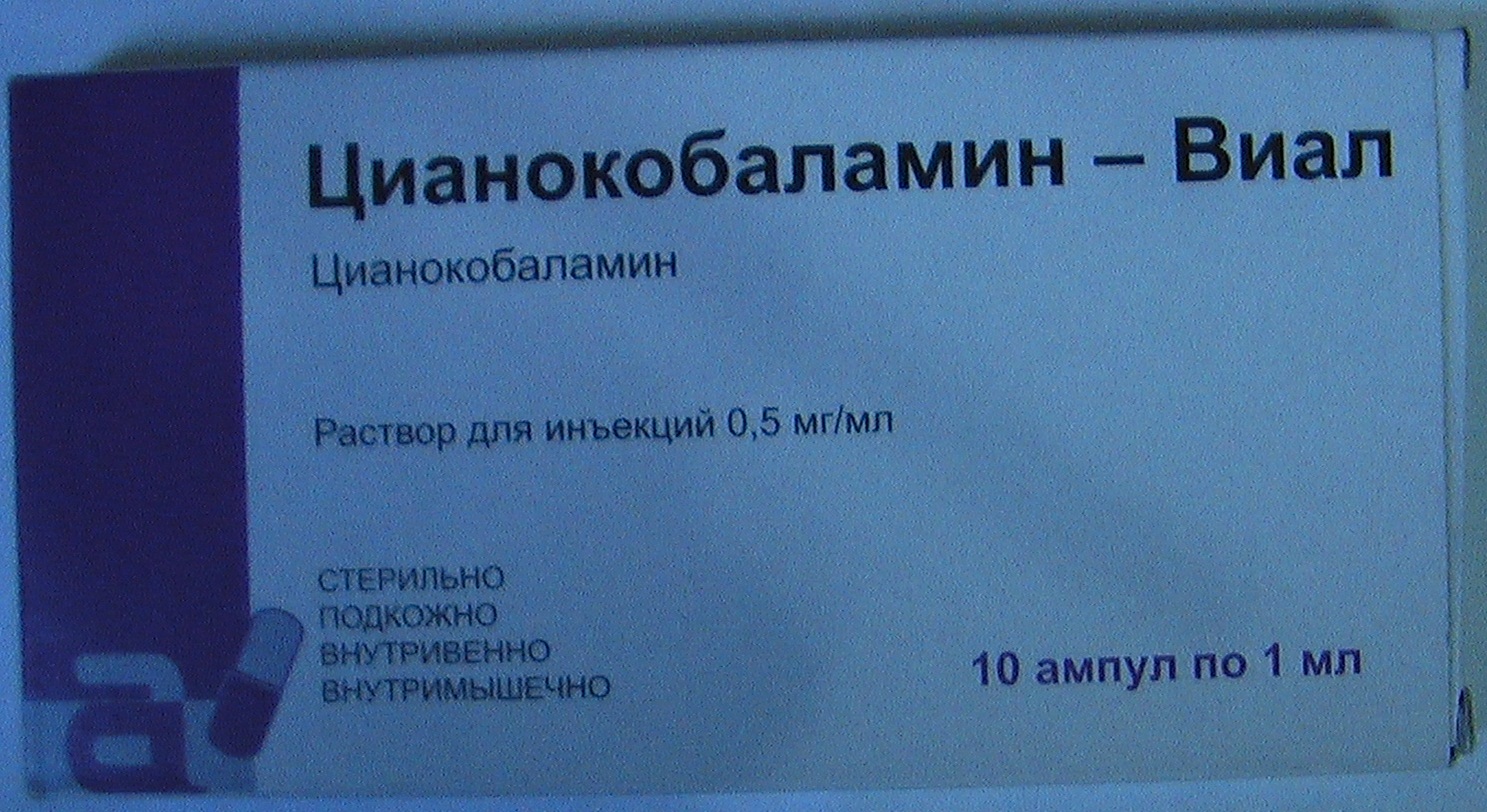 Цианокобаламин – Виал
Цианокобаламин
Раствор для инъекций 0,5 мг/мл
СТЕРИЛЬНО
ПОДКОЖНО
ВНУТРИВЕННО
ВНУТРИМЫШЕЧНО
10 ампул по 1 мл
a